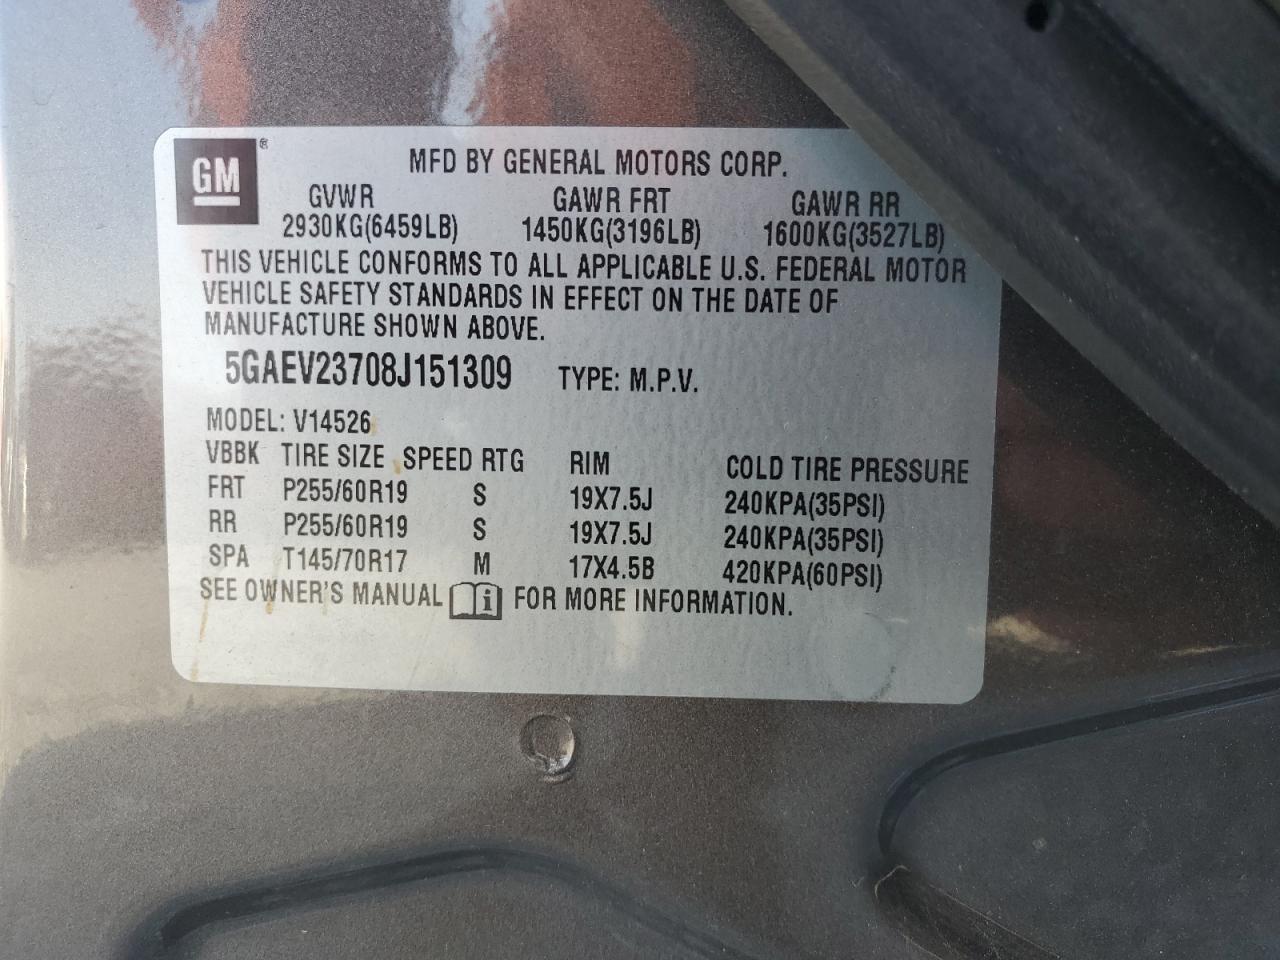 GM ® MFD BY GENERAL MOTORS CORP.
GVWR GAWR FRT GAWR RR
2930KG(6459LB) 1450KG(3196LB) 1600KG(3527LB)
THIS VEHICLE CONFORMS TO ALL APPLICABLE U.S. FEDERAL MOTOR
VEHICLE SAFETY STANDARDS IN EFFECT ON THE DATE OF
MANUFACTURE SHOWN ABOVE.
5GAEV23708J151309 TYPE: M.P.V.
MODEL: V14526
VBBK TIRE SIZE SPEED RTG RIM COLD TIRE PRESSURE
FRT P255/60R19 S 19X7.5J 240KPA(35PSI)
RR P255/60R19 S 19X7.5J 240KPA(35PSI)
SPA T145/70R17 M 17X4.5B 420KPA(60PSI)
SEE OWNER'S MANUAL i FOR MORE INFORMATION.